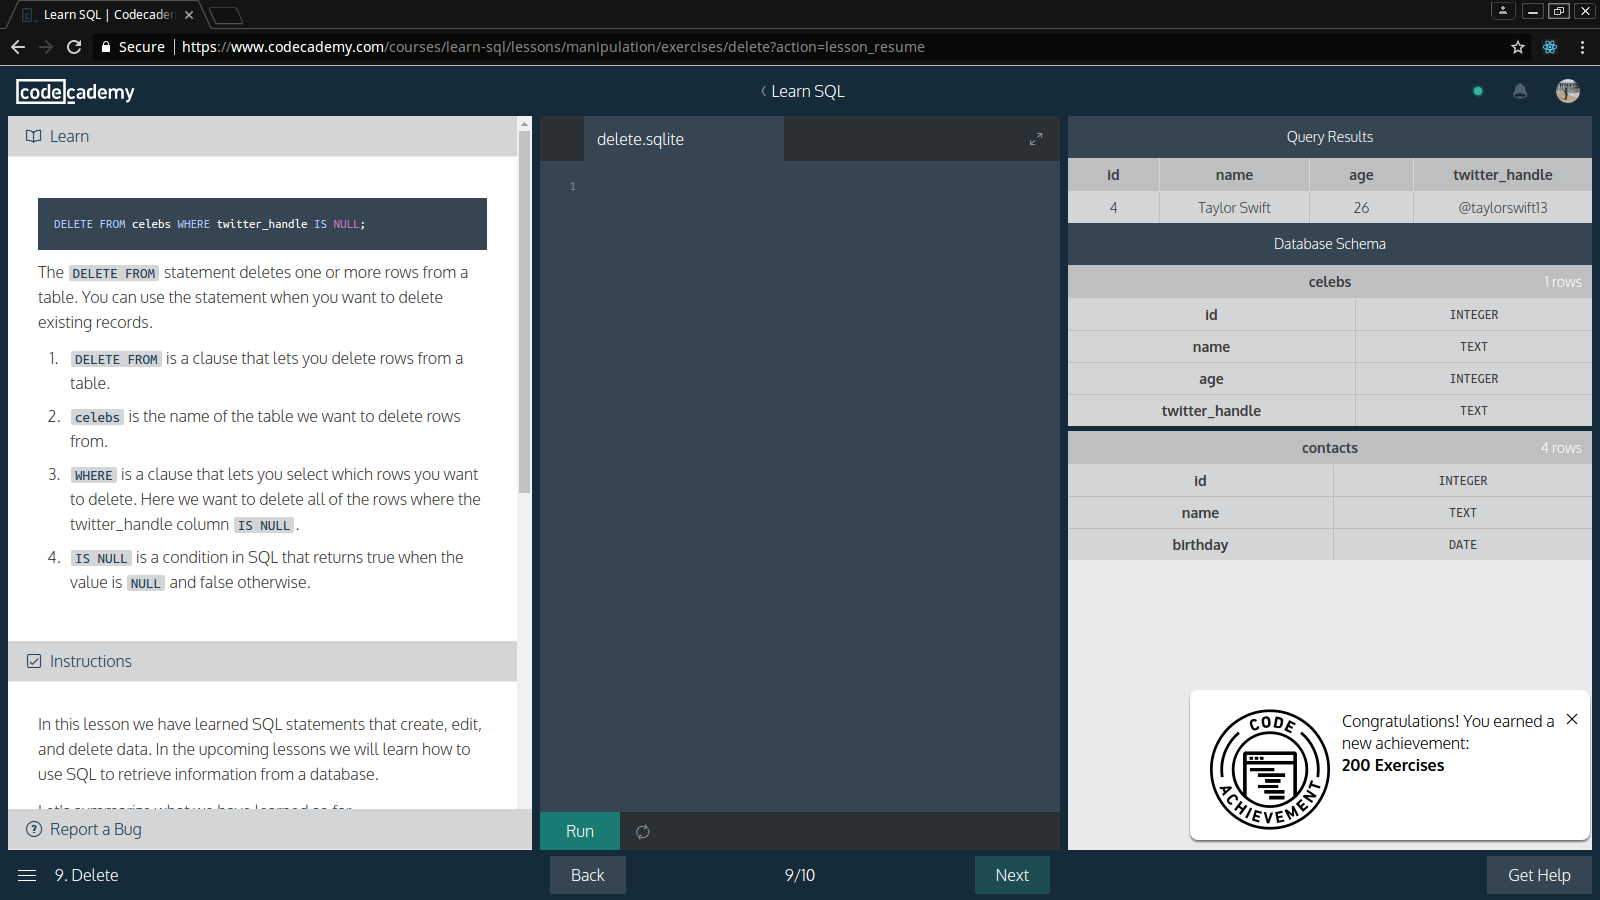 Learn SQL | Codecader
Secure
https://www.codecademy.com/courses/learn-sql/lessons/manipulation/exercises/delete?action=lesson_resume
codecademy
Learn SQL
Learn
DELETE FROM celebs WHERE twitter_handle IS NULL;
The DELETE FROM statement deletes one or more rows from a
table. You can use the statement when you want to delete
existing records.
1. DELETE FROM is a clause that lets you delete rows from a
table.
2. celebs is the name of the table we want to delete rows
from.
3. WHERE is a clause that lets you select which rows you want
to delete. Here we want to delete all of the rows where the
twitter_handle column IS NULL.
4. IS NULL is a condition in SQL that returns true when the
value is NULL and false otherwise.
Instructions
In this lesson we have learned SQL statements that create, edit,
and delete data. In the upcoming lessons we will learn how to
use SQL to retrieve information from a database.
Let's summarize what we have learned so far
Report a Bug
delete.sqlite
1
Run
Query Results
id name age twitter_handle
4 Taylor Swift 26 @taylorswift13
Database Schema
celebs 1 rows
id INTEGER
name TEXT
age INTEGER
twitter_handle TEXT
contacts 4 rows
id INTEGER
name TEXT
birthday DATE
CODE
ACHIEVEMENT
Congratulations! You earned a
new achievement:
200 Exercises
9. Delete
Back
9/10
Next
Get Help